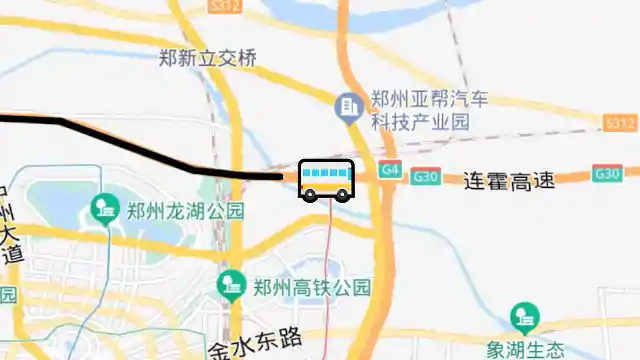 S312
郑新立交桥
郑州亚帮汽车
科技产业园
S312
G4
G30
连霍高速
G30
郑州龙湖公园
州大道
郑州高铁公园
园
金水东路
象湖生态